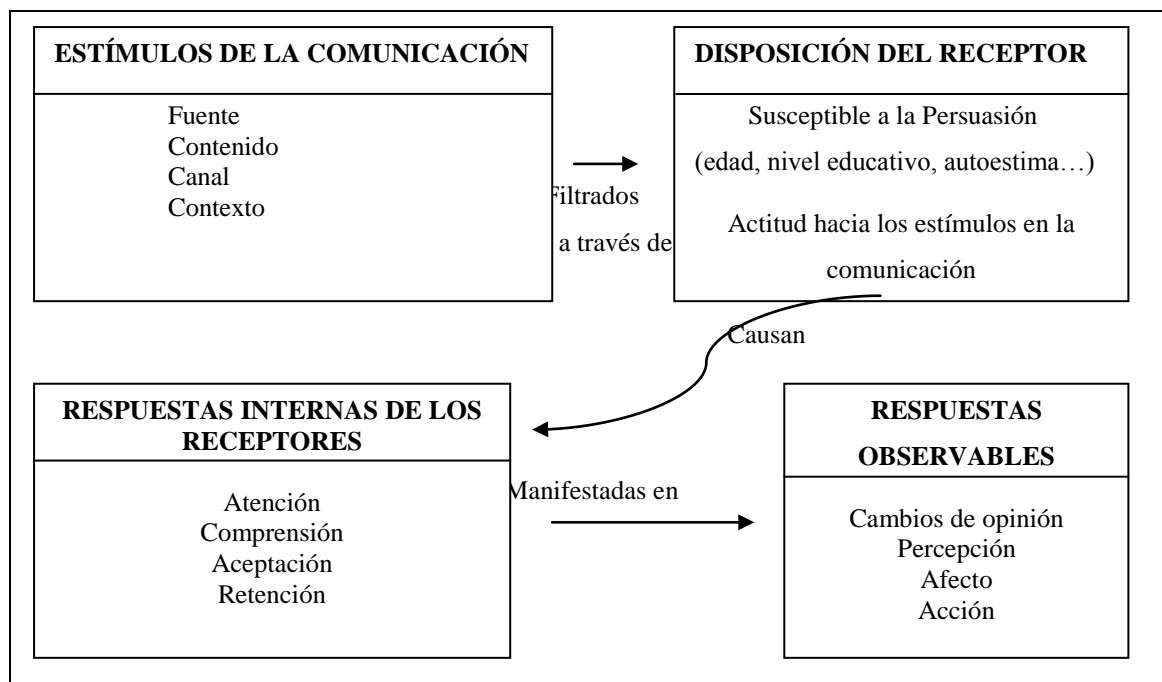 ESTÍMULOS DE LA COMUNICACIÓN
Fuente
Contenido
Canal
Contexto
Filtrados
a través de
DISPOSICIÓN DEL RECEPTOR
Susceptible a la Persuasión
(edad, nivel educativo, autoestima…)
Actitud hacia los estímulos en la
comunicación
Causan
RESPUESTAS INTERNAS DE LOS
RECEPTORES
Atención
Comprensión
Aceptación
Retención
Manifestadas en
RESPUESTAS
OBSERVABLES
Cambios de opinión
Percepción
Afecto
Acción